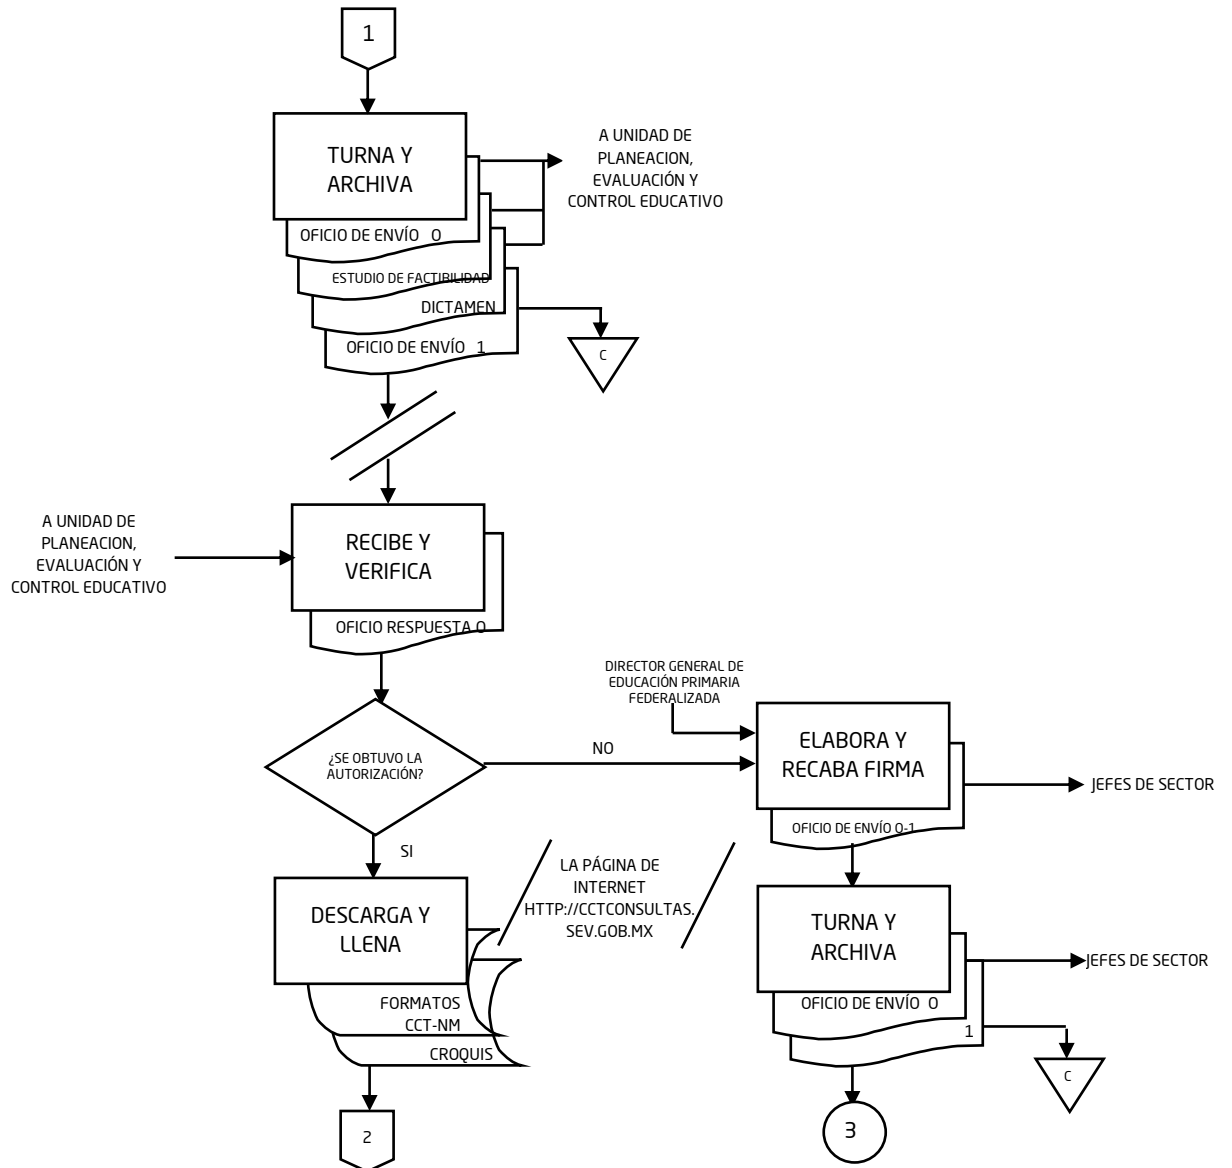 1
TURNA Y
ARCHIVA
A UNIDAD DE
PLANEACION,
EVALUACIÓN Y
CONTROL EDUCATIVO
OFICIO DE ENVÍO   O
ESTUDIO DE FACTIBILIDAD
DICTAMEN
OFICIO DE ENVÍO   1
C
A UNIDAD DE
PLANEACION,
EVALUACIÓN Y
CONTROL EDUCATIVO
RECIBE Y
VERIFICA
OFICIO RESPUESTA O
¿SE OBTUVO LA
AUTORIZACIÓN?
NO
DIRECTOR GENERAL DE
EDUCACIÓN PRIMARIA
FEDERALIZADA
ELABORA Y
RECABA FIRMA
JEFES DE SECTOR
OFICIO DE ENVÍO O-1
SI
DESCARGA Y
LLENA
LA PÁGINA DE
INTERNET
HTTP://CCTCONSULTAS.
SEV.GOB.MX
FORMATOS
CCT-NM
CROQUIS
2
TURNA Y
ARCHIVA
JEFES DE SECTOR
OFICIO DE ENVÍO  O
1
C
3